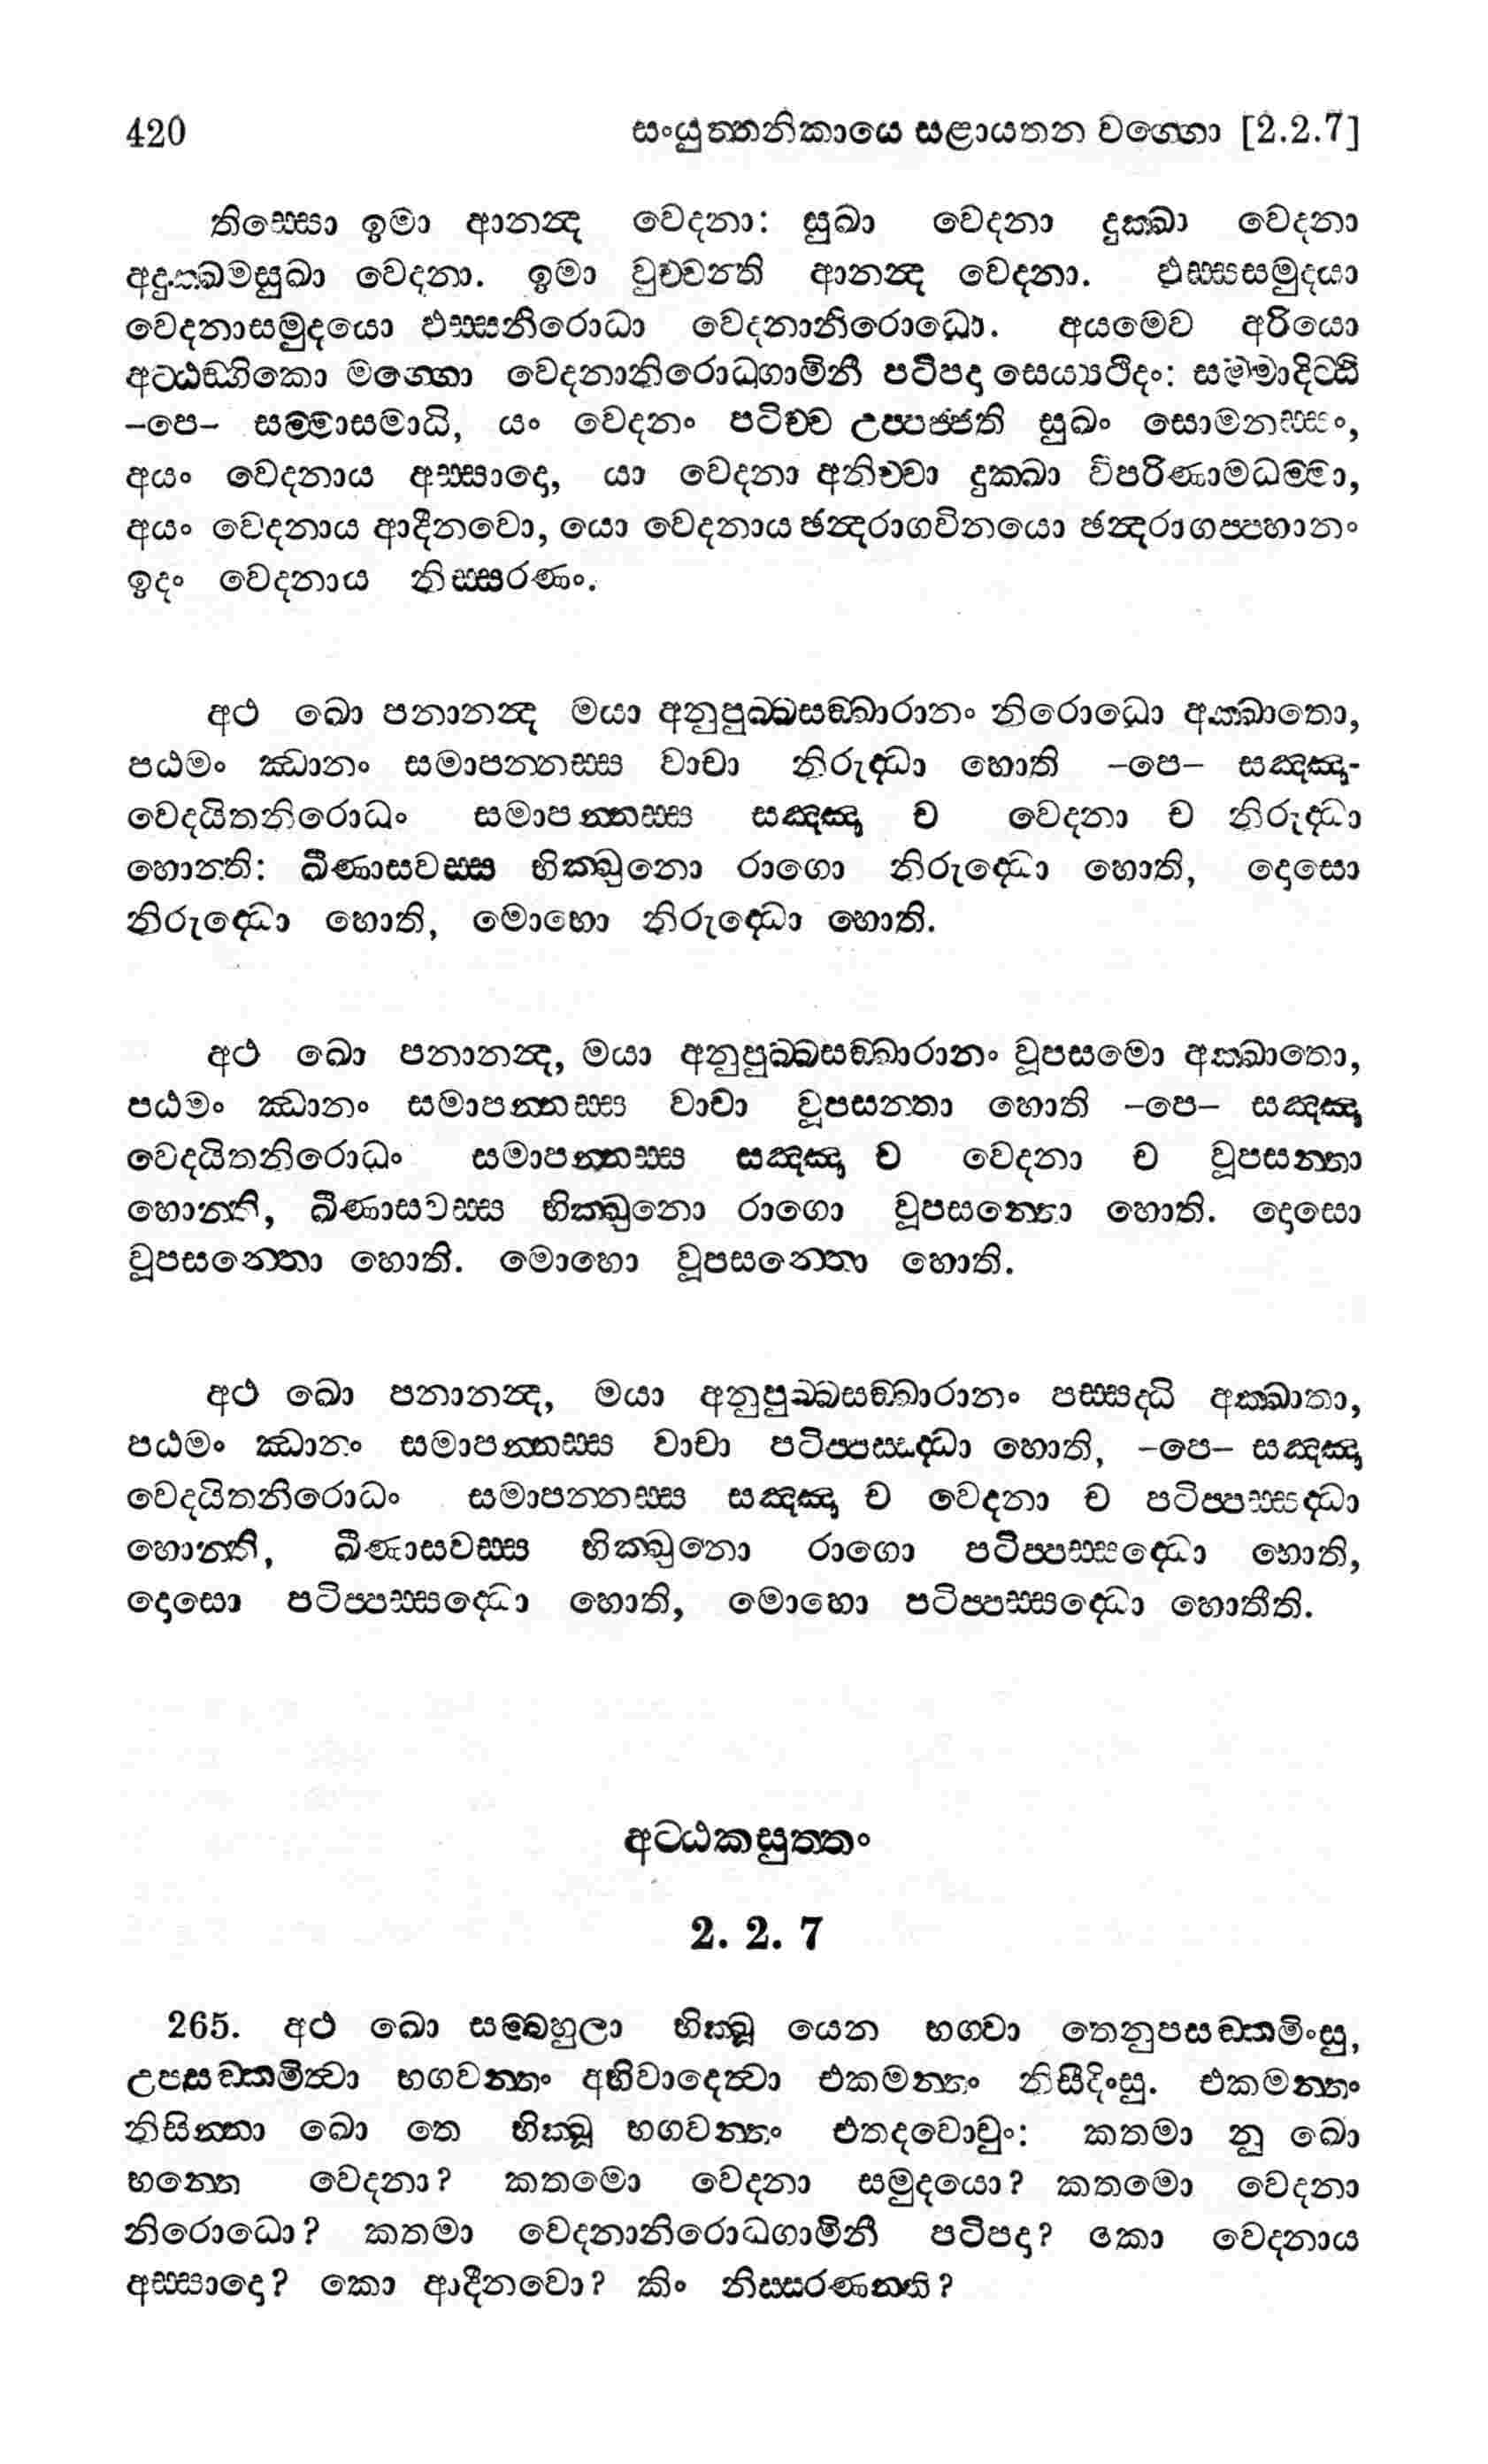 420 සංයුත්තනිකායෙ සළායතන වග්ගො [2.2.7]
තිස්සො ඉමා ආනන්ද වෙදනා: සුඛා වෙදනා දුක්ඛා වෙදනා
අදුක්ඛමසුඛා වෙදනා. ඉමා වුච්චන්ති ආනන්ද වෙදනා. ඵස්සසමුදයා
වෙදනාසමුදයො ඵස්සනිරොධා වෙදනානිරොධො. අයමෙව අරියො
අට්ඨඞ්ගිකො මග්ගො වෙදනානිරොධගාමිනී පටිපදා සෙය්‍යථිදං: සම්මාදිට්ඨි
–පෙ– සම්මාසමාධි, යං වෙදනං පටිච්ච උප්පජ්ජති සුඛං සොමනස්සං,
අයං වෙදනාය අස්සාදො, යා වෙදනා අනිච්චා දුක්ඛා විපරිණාමධම්මා,
අයං වෙදනාය ආදීනවො, යො වෙදනාය ඡන්දරාගවිනයො ඡන්දරාගප්පහානං
ඉදං වෙදනාය නිස්සරණං.
අථ ඛො පනානන්ද මයා අනුපුබ්බසඞ්ඛාරානං නිරොධො අක්ඛාතො,
පඨමං ඣානං සමාපන්නස්ස වාචා නිරුද්ධා හොති –පෙ– සඤ්ඤා-
වෙදයිතනිරොධං සමාපන්නස්ස සඤ්ඤා ච වෙදනා ච නිරුද්ධා
හොන්ති: ඛීණාසවස්ස භික්ඛුනො රාගො නිරුද්ධො හොති, දොසො
නිරුද්ධො හොති, මොහො නිරුද්ධො හොති.
අථ ඛො පනානන්ද, මයා අනුපුබ්බසඞ්ඛාරානං වූපසමො අක්ඛාතො,
පඨමං ඣානං සමාපන්නස්ස වාචා වූපසන්තා හොති –පෙ– සඤ්ඤා
වෙදයිතනිරොධං සමාපන්නස්ස සඤ්ඤා ච වෙදනා ච වූපසන්තා
හොන්ති, ඛීණාසවස්ස භික්ඛුනො රාගො වූපසන්තො හොති. දොසො
වූපසන්තො හොති. මොහො වූපසන්තො හොති.
අථ ඛො පනානන්ද, මයා අනුපුබ්බසඞ්ඛාරානං පස්සද්ධි අක්ඛාතා,
පඨමං ඣානං සමාපන්නස්ස වාචා පටිප්පස්සද්ධා හොති, –පෙ– සඤ්ඤා
වෙදයිතනිරොධං සමාපන්නස්ස සඤ්ඤා ච වෙදනා ච පටිප්පස්සද්ධා
හොන්ති, ඛීණාසවස්ස භික්ඛුනො රාගො පටිප්පස්සද්ධො හොති,
දොසො පටිප්පස්සද්ධො හොති, මොහො පටිප්පස්සද්ධො හොතීති.
අට්ඨකසුත්තං
2. 2. 7
265. අථ ඛො සම්බහුලා භික්ඛූ යෙන භගවා තෙනුපසඞ්කමිංසු,
උපසඞ්කමිත්වා භගවන්තං අභිවාදෙත්වා එකමන්තං නිසීදිංසු. එකමන්තං
නිසින්නා ඛො තෙ භික්ඛූ භගවන්තං එතදවොචුං: කතමා නු ඛො
භන්තෙ වෙදනා? කතමො වෙදනා සමුදයො? කතමො වෙදනා
නිරොධො? කතමා වෙදනානිරොධගාමිනී පටිපදා? කො වෙදනාය
අස්සාදො? කො ආදීනවො? කිං නිස්සරණන්ති?